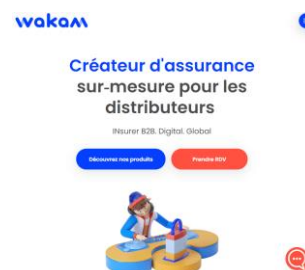 wakam
Créateur d'assurance
sur-mesure pour les
distributeurs
INsurer B2B. Digital. Global
Découvrez nos produits
Prendre RDV